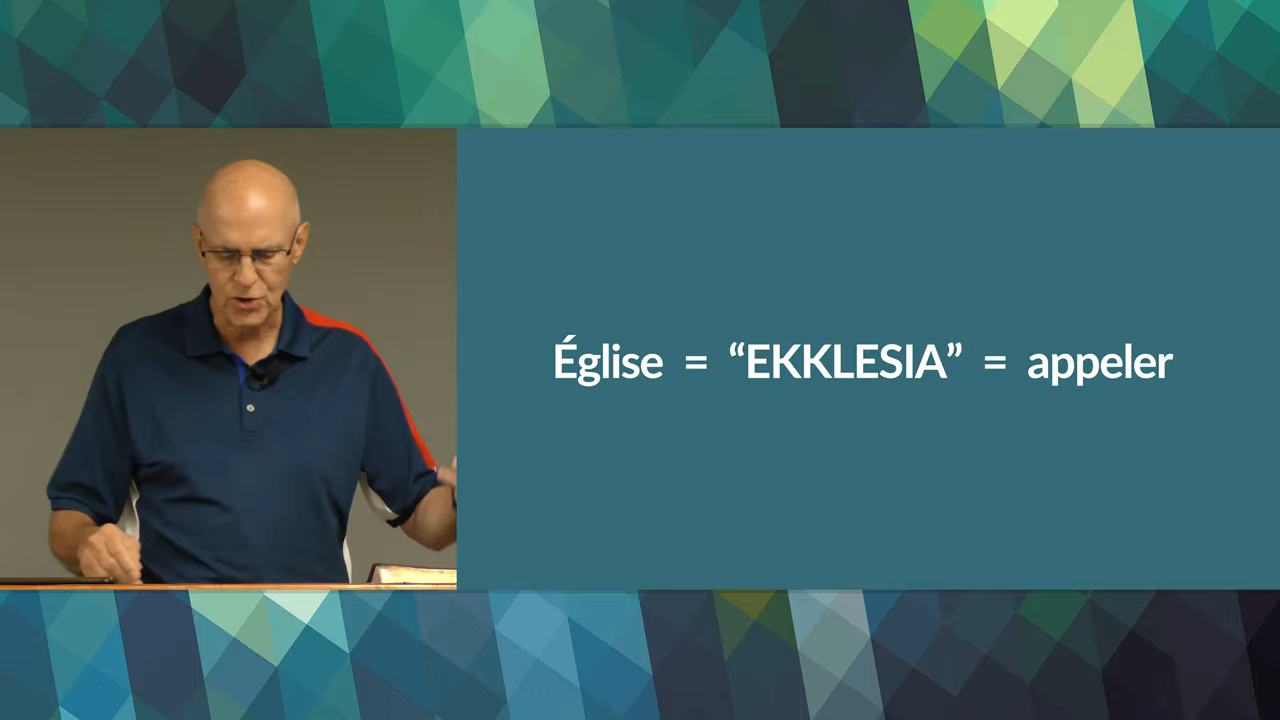 Église = “EKKLESIA” = appeler